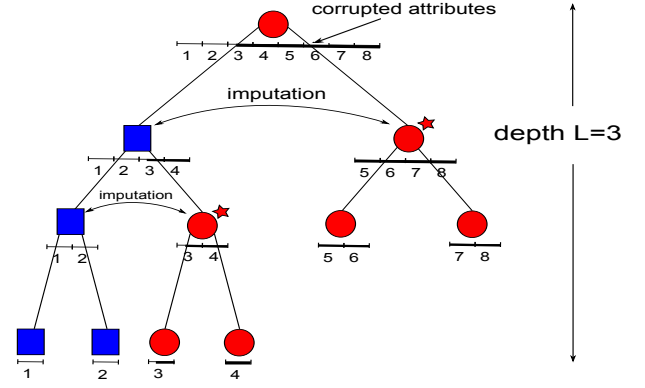 corrupted attributes
1 2 3 4 5 6 7 8
imputation
depth L=3
1 2 3 4
5 6 7 8
imputation
1 2
3 4
5 6
7 8
1
2
3
4